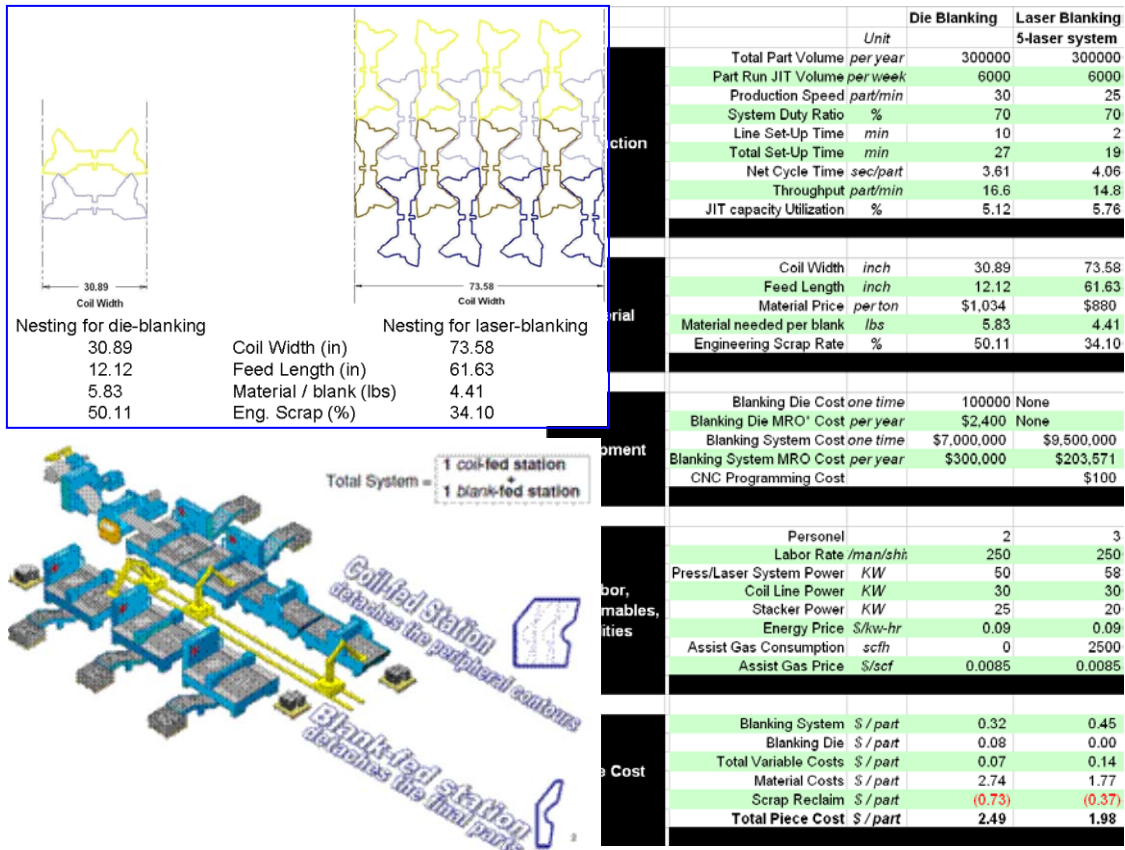 30.89
Coil Width
73.58
Coil Width
Nesting for die-blanking Nesting for laser-blanking
30.89 Coil Width (in) 73.58
12.12 Feed Length (in) 61.63
5.83 Material / blank (lbs) 4.41
50.11 Eng. Scrap (%) 34.10
Total System = 1 coil-fed station
+
1 blank-fed station
Coil-fed Station
detaches the peripheral contours
Blank-fed station
detaches the final parts
2
Die Blanking Laser Blanking
Unit 5-laser system
ction
Total Part Volume per year 300000 300000
Part Run JIT Volume per week 6000 6000
Production Speed part/min 30 25
System Duty Ratio % 70 70
Line Set-Up Time min 10 2
Total Set-Up Time min 27 19
Net Cycle Time sec/part 3.61 4.06
Throughput part/min 16.6 14.8
JIT capacity Utilization % 5.12 5.76
erial
Coil Width inch 30.89 73.58
Feed Length inch 12.12 61.63
Material Price per ton $1,034 $880
Material needed per blank lbs 5.83 4.41
Engineering Scrap Rate % 50.11 34.10
pment
Blanking Die Cost one time 100000 None
Blanking Die MRO* Cost per year $2,400 None
Blanking System Cost one time $7,000,000 $9,500,000
Blanking System MRO Cost per year $300,000 $203,571
CNC Programming Cost $100
bor,
mables,
ities
Personel 2 3
Labor Rate /man/shi 250 250
Press/Laser System Power KW 50 58
Coil Line Power KW 30 30
Stacker Power KW 25 20
Energy Price $/kw-hr 0.09 0.09
Assist Gas Consumption scfh 0 2500
Assist Gas Price $/scf 0.0085 0.0085
e Cost
Blanking System $ / part 0.32 0.45
Blanking Die $ / part 0.08 0.00
Total Variable Costs $ / part 0.07 0.14
Material Costs $ / part 2.74 1.77
Scrap Reclaim $ / part (0.73) (0.37)
Total Piece Cost $ / part 2.49 1.98